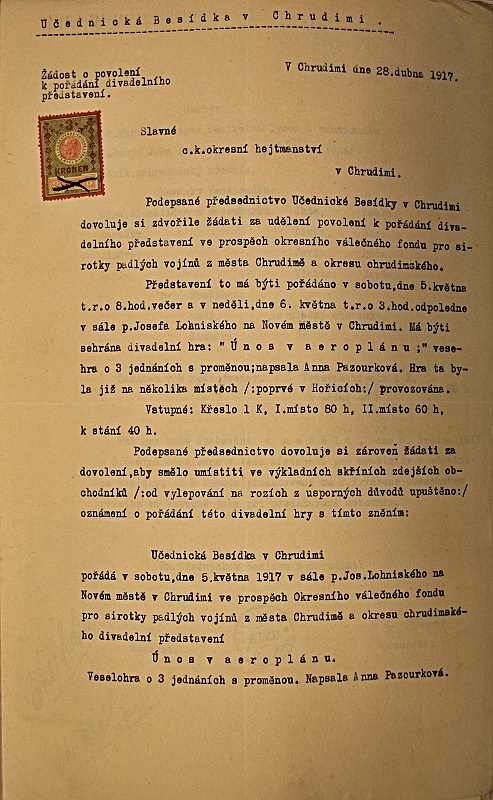 Učednická Besídka v Chrudimi.
V Chrudimi dne 28.dubna 1917.
Žádost o povolení
k pořádání divadelního
představení.
KRONEN
Slavné
c.k.okresní hejtmanství
v Chrudimi.
Podepsané předsednictvo Učednické Besídky v Chrudimi
dovoluje si zdvořile žádati za udělení povolení k pořádání diva-
delního představení ve prospěch okresního válečného fondu pro si-
rotky padlých vojínů z města Chrudimě a okresu chrudimského.
Představení to má býti pořádáno v sobotu,dne 5.května
t.r.o 8.hod.večer a v neděli,dne 6. května t.r.o 3.hod.odpoledne
v sále p.Josefa Lohniského na Novém městě v Chrudimi. Má býti
sehrána divadelní hra: "Únos v aeroplánu;" vese-
hra o 3 jednáních s proměnou;napsala Anna Pazourková. Hra ta by-
la již na několika místech /:poprvé v Hořicích:/ provozována.
Vstupné: Křeslo 1 K, I.místo 80 h, II.místo 60 h,
k stání 40 h.
Podepsané předsednictvo dovoluje si zároveň žádati za
dovolení,aby smělo umístiti ve výkladních skříních zdejších ob-
chodníků /:od vylepování na rozích z úsporných důvodů upuštěno:/
oznámení o pořádání této divadelní hry s tímto zněním:
Učednická Besídka v Chrudimi
pořádá v sobotu,dne 5.května 1917 v sále p.Jos.Lohniského na
Novém městě v Chrudimi ve prospěch Okresního válečného fondu
pro sirotky padlých vojínů z města Chrudimě a okresu chrudimské-
ho divadelní představení
Únos v aeroplánu.
Veselohra o 3 jednáních s proměnou. Napsala Anna Pazourková.